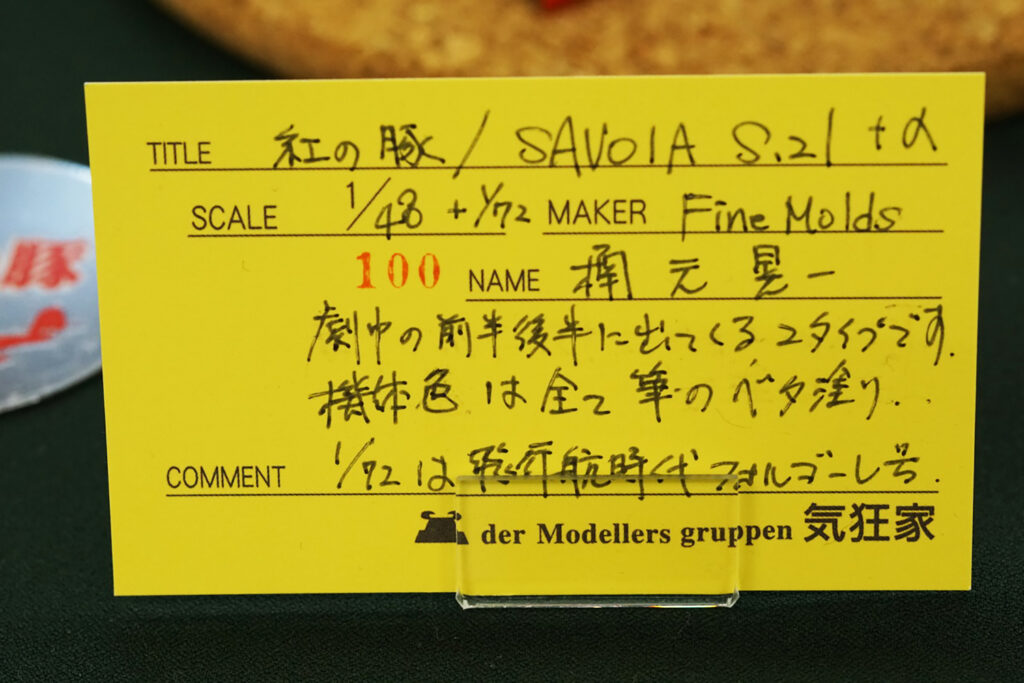 TITLE 紅の豚/SAVOIA S.21 +α
SCALE 1/48 + 1/72 MAKER Fine Molds
100 NAME 楠元晃一
劇中の前半後半に出てくる2タイプです.
豚
機体色は全て筆のベタ塗り..
COMMENT 1/72は 時代フォルゴーレ号.
der Modellers gruppen 気狂家